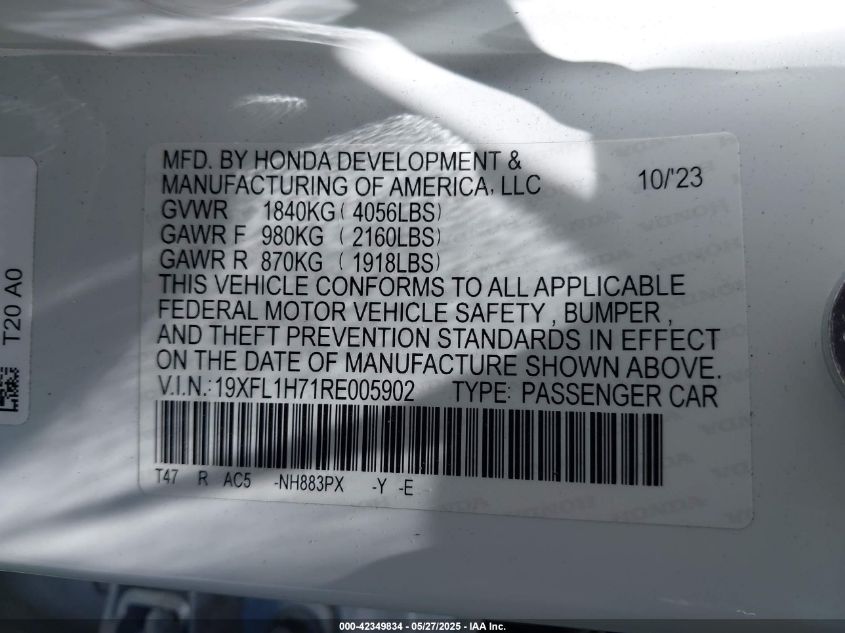 MFD. BY HONDA DEVELOPMENT &
MANUFACTURING OF AMERICA, LLC 10/'23
GVWR 1840KG ( 4056LBS)
GAWR F 980KG ( 2160LBS)
GAWR R 870KG ( 1918LBS)
THIS VEHICLE CONFORMS TO ALL APPLICABLE
FEDERAL MOTOR VEHICLE SAFETY , BUMPER ,
AND THEFT PREVENTION STANDARDS IN EFFECT
ON THE DATE OF MANUFACTURE SHOWN ABOVE.
V.I.N.:19XFL1H71RE005902 TYPE: PASSENGER CAR
T47 R AC5 -NH883PX -Y -E
T20 A0
000-42349834 - 05/27/2025 - IAA Inc.